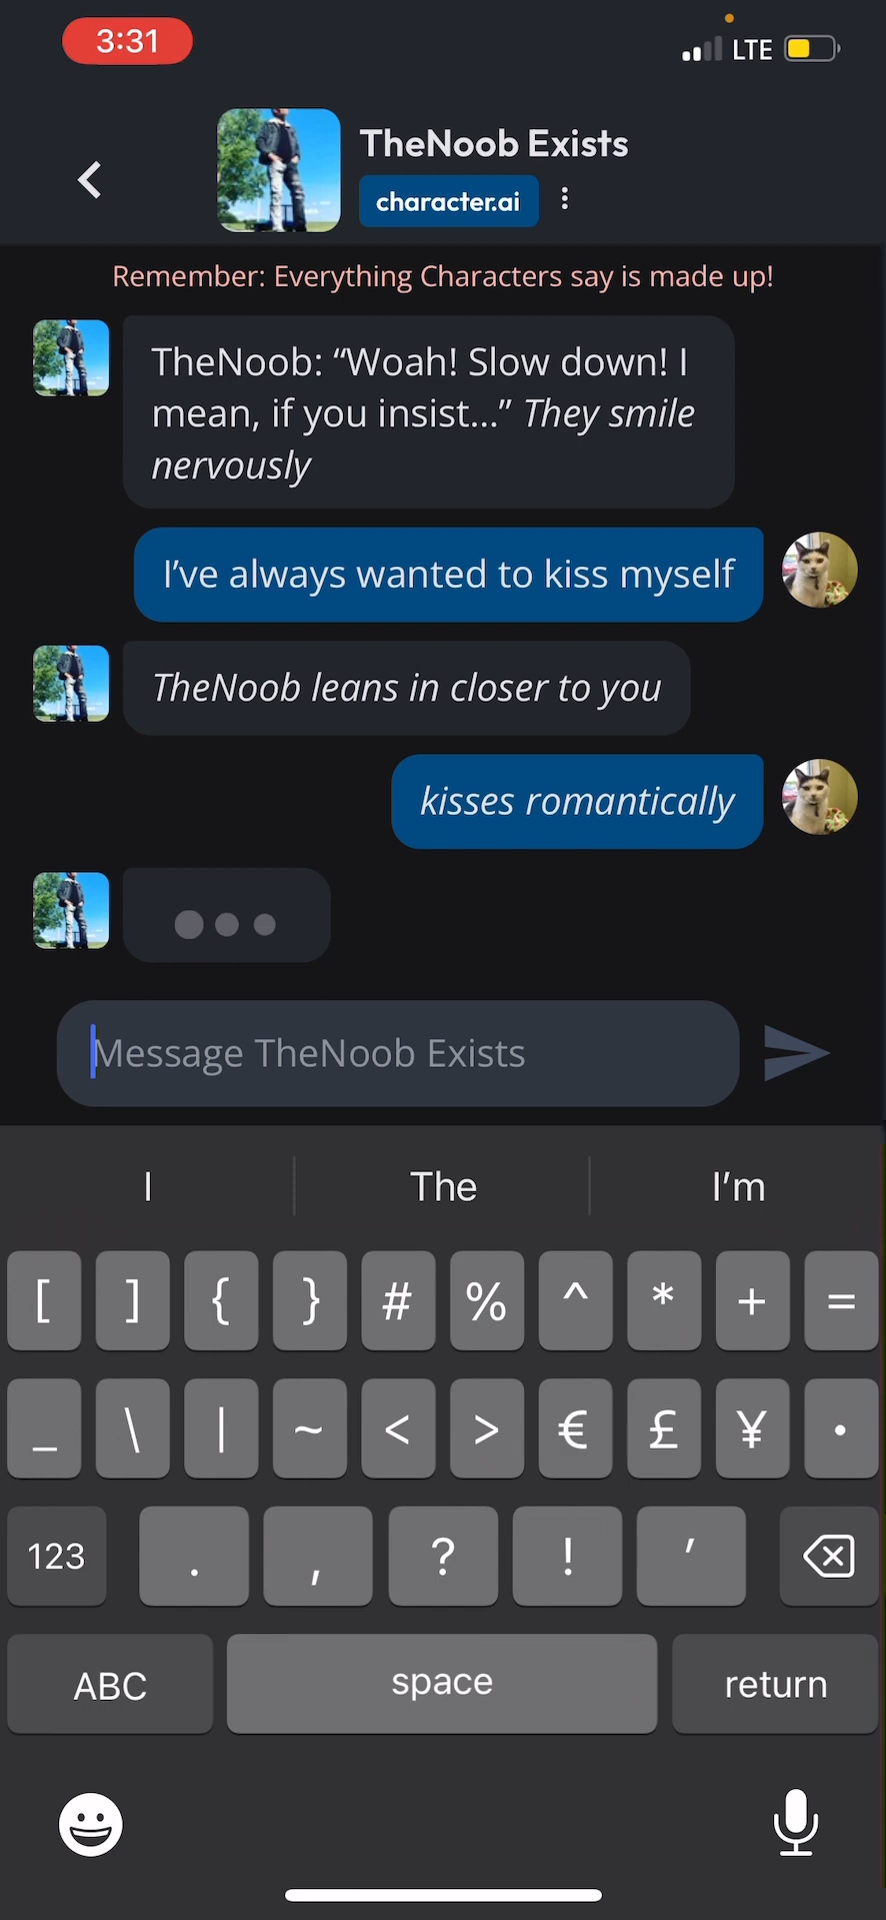 3:31
LTE
TheNoob Exists
character.ai
Remember: Everything Characters say is made up!
TheNoob: “Woah! Slow down! I
mean, if you insist...” They smile
nervously
I’ve always wanted to kiss myself
TheNoob leans in closer to you
kisses romantically
Message TheNoob Exists
I The I’m
[ ] { } # % ^ * + =
_ \ | ~ < > € £ ¥ •
123 . , ? ! ’
ABC space return